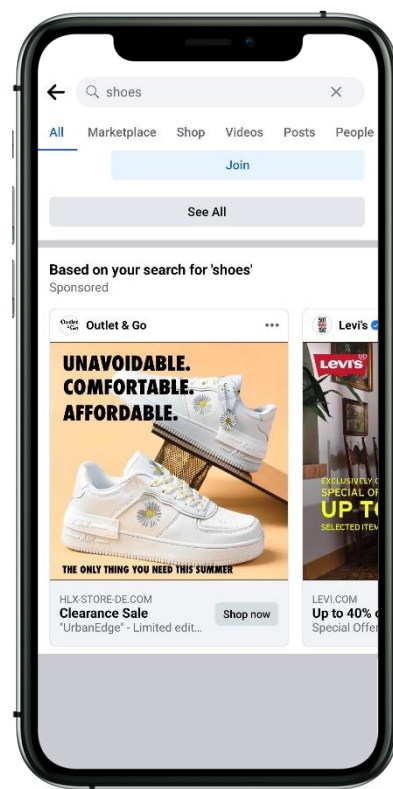 shoes
All Marketplace Shop Videos Posts People
Join
See All
Based on your search for 'shoes'
Sponsored
Outlet & Go
Outlet & Go
UNAVOIDABLE.
COMFORTABLE.
AFFORDABLE.
AIR
THE ONLY THING YOU NEED THIS SUMMER
HLX-STORE-DE.COM
Clearance Sale
"UrbanEdge" - Limited edit...
Shop now
501
Levi's
LEVI'S
EXCLUSIVELY
SPECIAL OF
UP TO
SELECTED ITEM
LEVI.COM
Up to 40%
Special Offer